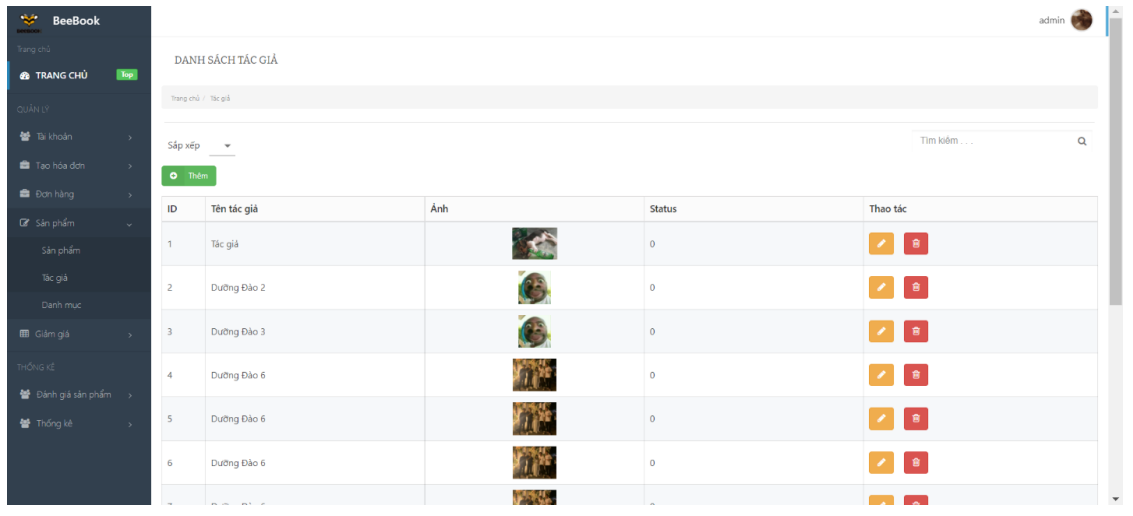 BeeBook
admin
Trang chủ
TRANG CHỦ Top
QUẢN LÝ
Tài khoản
Tạo hóa đơn
Đơn hàng
Sản phẩm
Sản phẩm
Tác giả
Danh mục
Giảm giá
THỐNG KÊ
Đánh giá sản phẩm
Thống kê
DANH SÁCH TÁC GIẢ
Trang chủ / Tác giả
Sắp xếp
Tìm kiếm . . .
Thêm
ID Tên tác giả Ảnh Status Thao tác
1 Tác giả 0
2 Dưỡng Đào 2 0
3 Dưỡng Đào 3 0
4 Dưỡng Đào 6 0
5 Dưỡng Đào 6 0
6 Dưỡng Đào 6 0